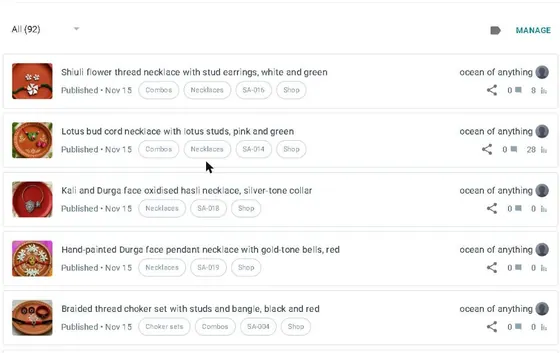 All (92)
MANAGE
Shiuli flower thread necklace with stud earrings, white and green
ocean of anything
Published • Nov 15 Combos Necklaces SA-016 Shop
0 8
Lotus bud cord necklace with lotus studs, pink and green
ocean of anything
Published • Nov 15 Combos Necklaces SA-014 Shop
0 28
Kali and Durga face oxidised hasli necklace, silver-tone collar
ocean of anything
Published • Nov 15 Necklaces SA-018 Shop
0 0
Hand-painted Durga face pendant necklace with gold-tone bells, red
ocean of anything
Published • Nov 15 Necklaces SA-019 Shop
0 0
Braided thread choker set with studs and bangle, black and red
ocean of anything
Published • Nov 15 Choker sets Combos SA-004 Shop
0 0